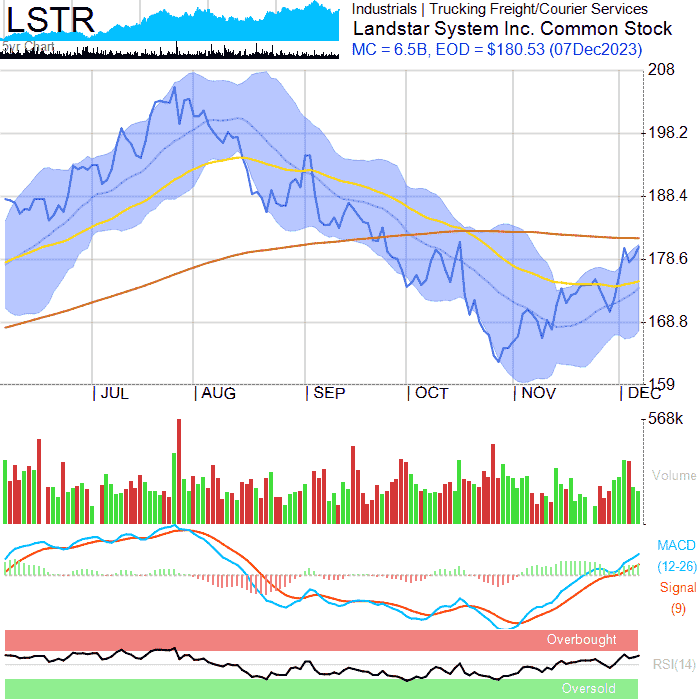 LSTR
5yr Chart
Industrials | Trucking Freight/Courier Services
Landstar System Inc. Common Stock
MC = 6.5B, EOD = $180.53 (07Dec2023)
208
198.2
188.4
178.6
168.8
159
JUL
AUG
SEP
OCT
NOV
DEC
568k
Volume
MACD
(12-26)
Signal
(9)
Overbought
RSI(14)
Oversold